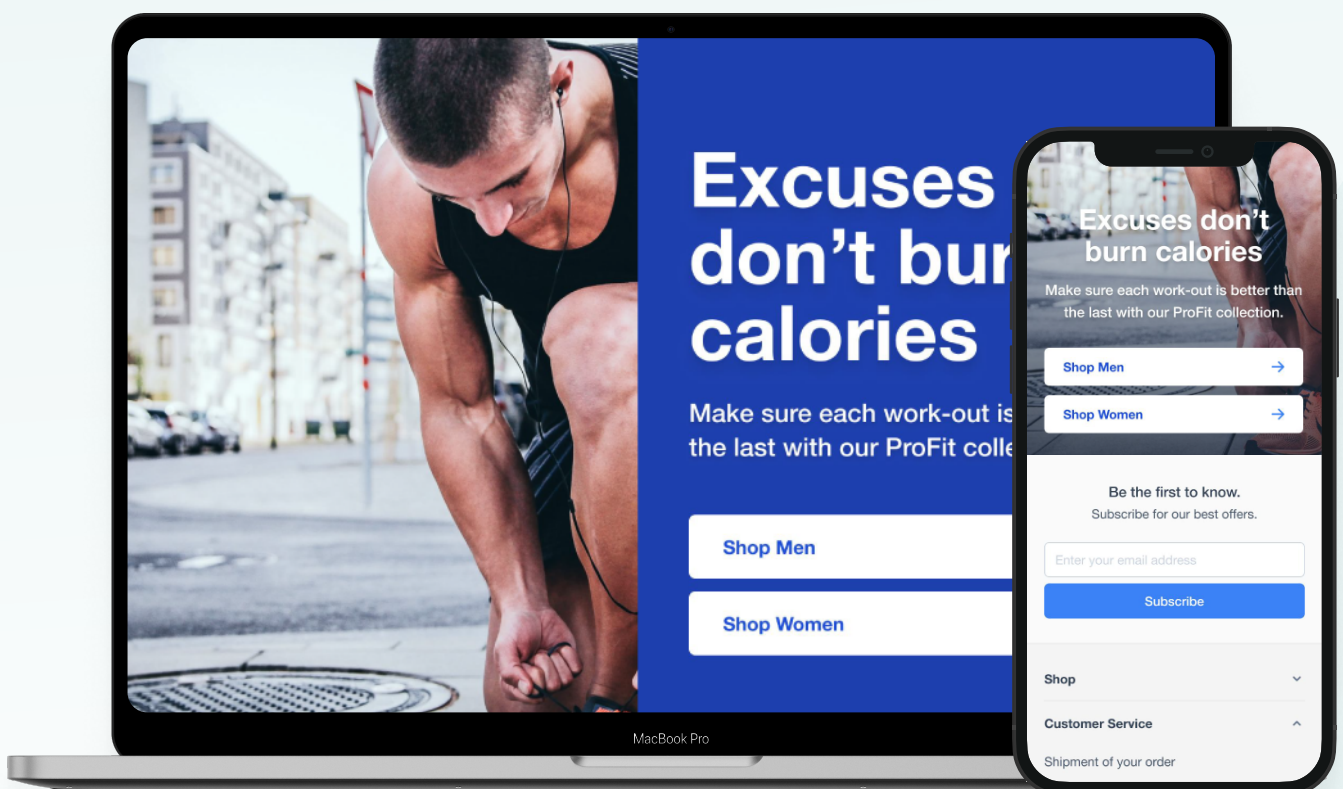 Excuses
don’t bur
calories
Make sure each work-out is
the last with our ProFit colle
Shop Men
Shop Women
MacBook Pro
Excuses don’t
burn calories
Make sure each work-out is better than
the last with our ProFit collection.
Shop Men
Shop Women
Be the first to know.
Subscribe for our best offers.
Enter your email address
Subscribe
Shop
Customer Service
Shipment of your order